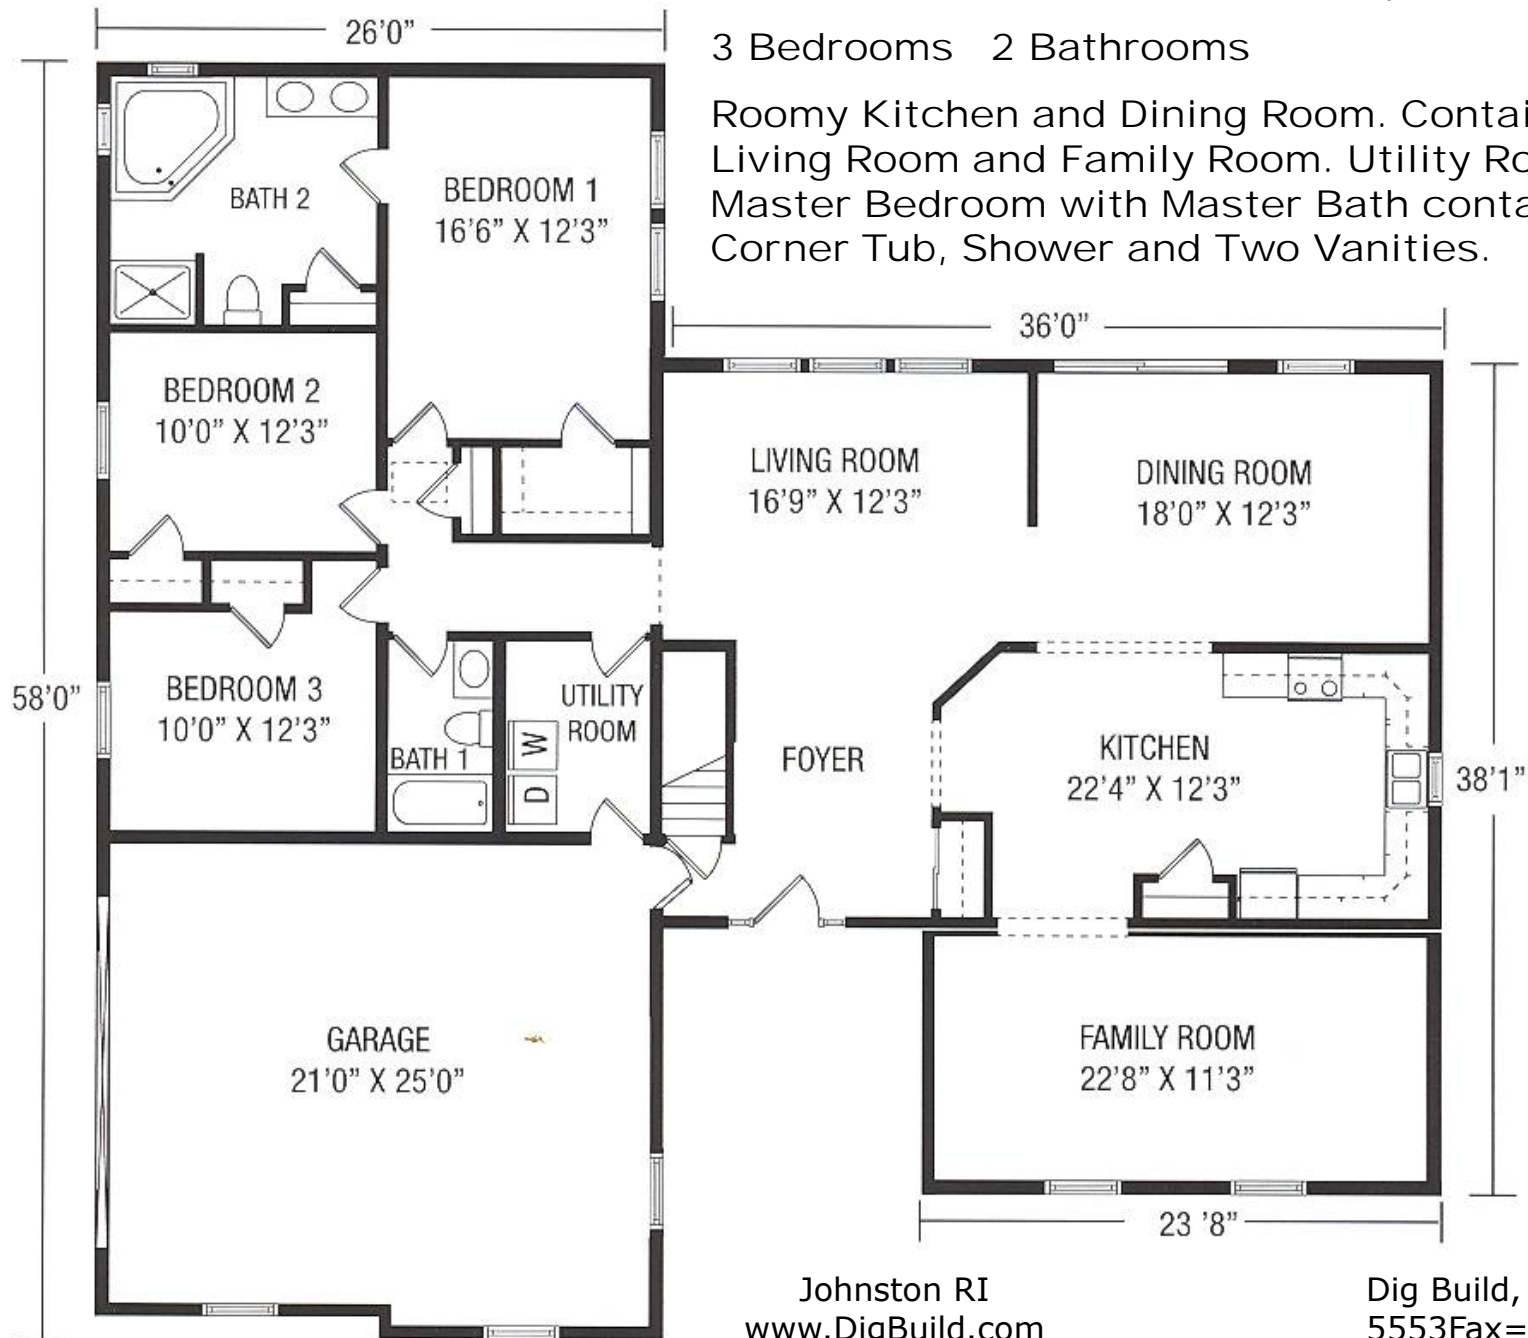 26'0"
3 Bedrooms 2 Bathrooms
Roomy Kitchen and Dining Room. Contai
Living Room and Family Room. Utility Ro
Master Bedroom with Master Bath conta
Corner Tub, Shower and Two Vanities.
BATH 2
BEDROOM 1
16'6" X 12'3"
36'0"
BEDROOM 2
10'0" X 12'3"
LIVING ROOM
16'9" X 12'3"
DINING ROOM
18'0" X 12'3"
58'0"
BEDROOM 3
10'0" X 12'3"
BATH 1
UTILITY
ROOM
W
D
FOYER
KITCHEN
22'4" X 12'3"
38'1"
GARAGE
21'0" X 25'0"
FAMILY ROOM
22'8" X 11'3"
23 '8"
Johnston RI
www.DigBuild.com
Dig Build,
5553Fax=